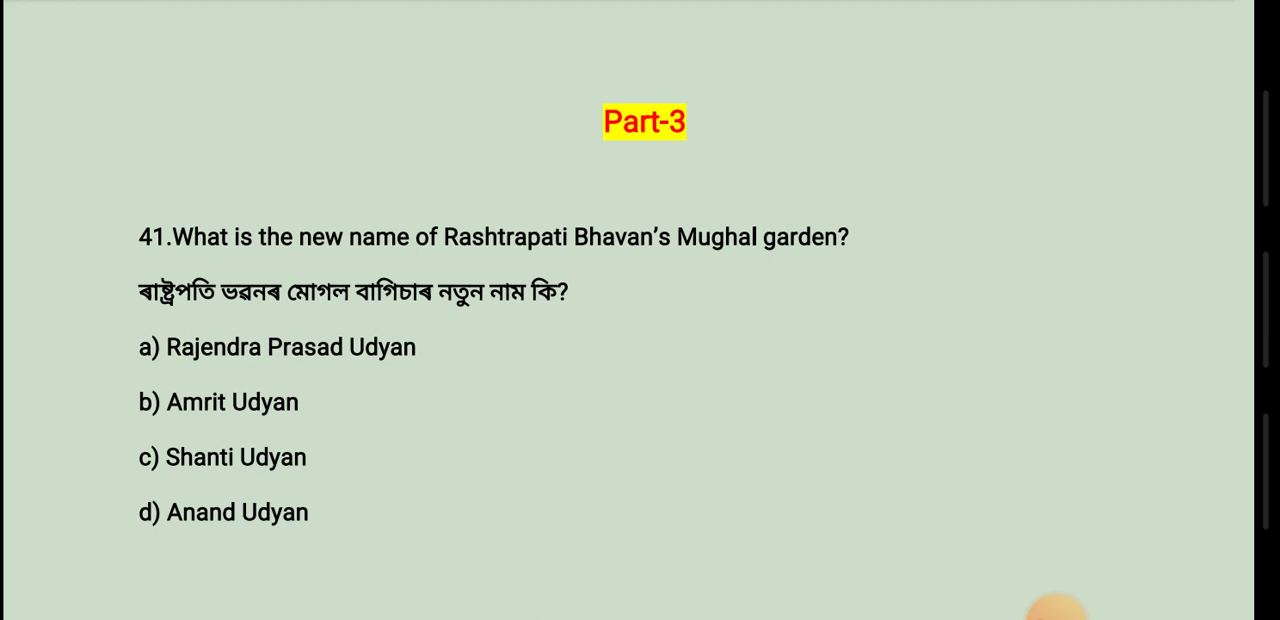 Part-3
41.What is the new name of Rashtrapati Bhavan’s Mughal garden?
ৰাষ্ট্ৰপতি ভৱনৰ মোগল বাগিচাৰ নতুন নাম কি?
a) Rajendra Prasad Udyan
b) Amrit Udyan
c) Shanti Udyan
d) Anand Udyan